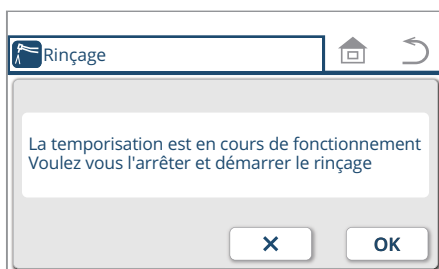 Rinçage
La temporisation est en cours de fonctionnement
Voulez vous l'arrêter et démarrer le rinçage
OK